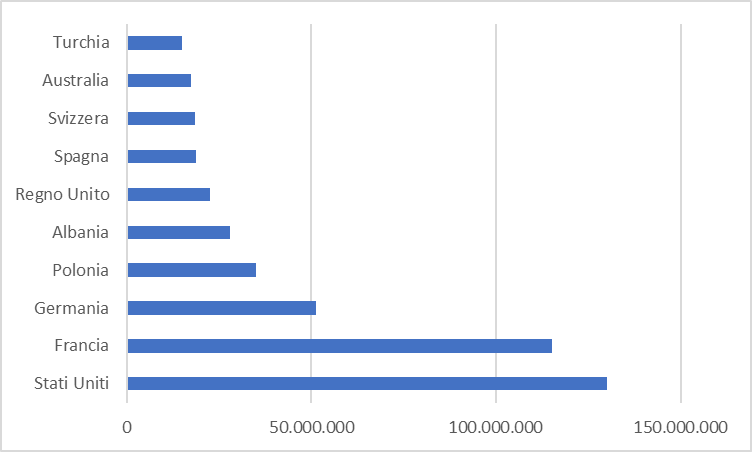 Turchia
Australia
Svizzera
Spagna
Regno Unito
Albania
Polonia
Germania
Francia
Stati Uniti
0 50.000.000 100.000.000 150.000.000